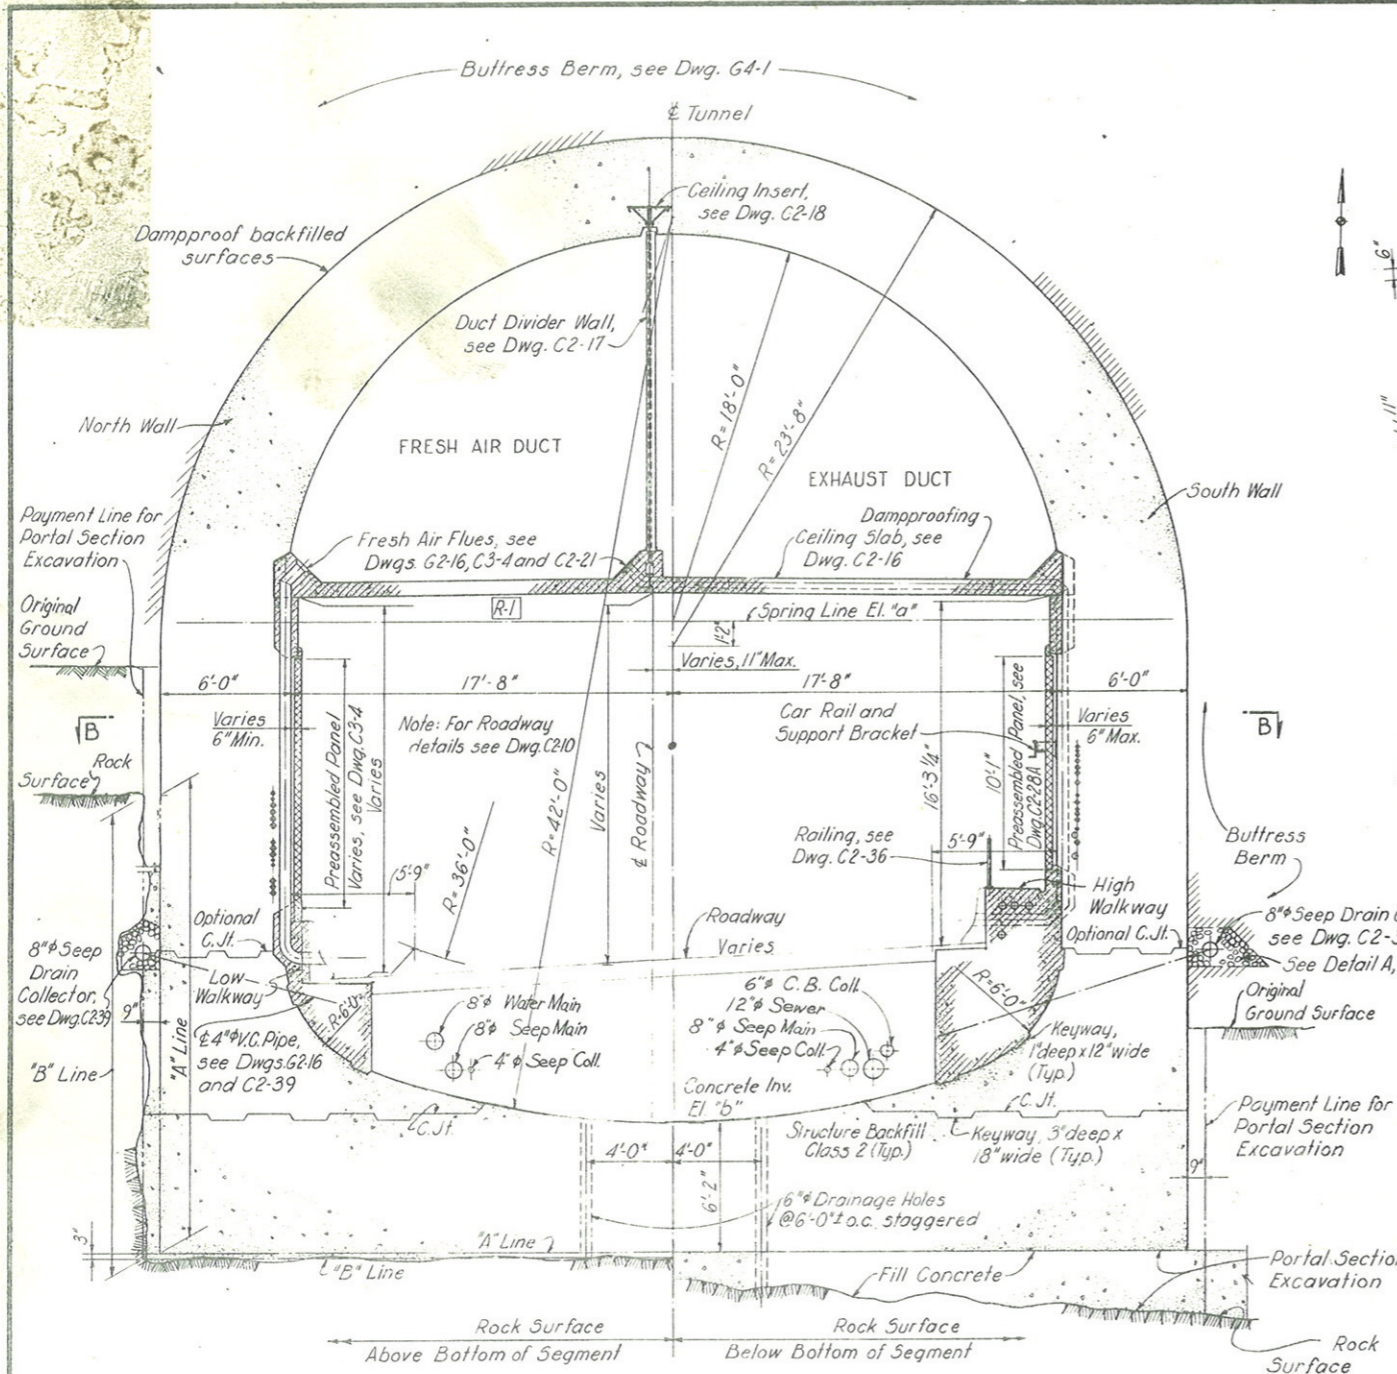 Buttress Berm, see Dwg. G4-1
℄ Tunnel
Ceiling Insert,
see Dwg. C2-18
Dampproof backfilled
surfaces
6"
11"
Duct Divider Wall,
see Dwg. C2-17
R=18'-0"
R=23'-8"
North Wall
FRESH AIR DUCT
EXHAUST DUCT
South Wall
Payment Line for
Portal Section
Excavation
Fresh Air Flues, see
Dwgs. G2-16, C3-4 and C2-21
Dampproofing
Ceiling Slab, see
Dwg. C2-16
Original
Ground
Surface
R-1
Spring Line El. "a"
1'-2"
Varies, 11" Max.
6'-0"
17'-8"
17'-8"
6'-0"
B
Varies
6" Min.
Preassembled Panel
Varies, see Dwg. C3-4
Varies
Note: For Roadway
details see Dwg. C2-10
R=42'-0"
Varies
℄ Roadway
Car Rail and
Support Bracket
16'-3 1/4"
10'-1"
Preassembled Panel, see
Dwg. C2-28A
Varies
6" Max.
B
Rock
Surface
Railing, see
Dwg. C2-36
5'-9"
5'-9"
R=36'-0"
Buttress
Berm
High
Walkway
Optional
C.Jt.
Roadway
Varies
Optional C.Jt.
8"φ Seep Drain
see Dwg. C2-3
See Detail A,
8"φ Seep
Drain
Collector,
see Dwg. C2-39
Low
Walkway
R=6'-0"
R=6'-0"
9"
"A" Line
"B" Line
8"φ Water Main
8"φ Seep Main
4"φ Seep Coll.
6"φ C.B. Coll.
12"φ Sewer
8"φ Seep Main
4"φ Seep Coll.
Original
Ground Surface
℄ 4"φ V.C. Pipe,
see Dwgs. G2-16
and C2-39
Keyway,
1" deep x 12" wide
(Typ.)
Concrete Inv.
El. "b"
C.Jt.
C.Jt.
Structure Backfill
Class 2 (Typ.)
Keyway, 3" deep x
18" wide (Typ.)
Payment Line for
Portal Section
Excavation
4'-0"
4'-0"
6'-2"
9"
6"φ Drainage Holes
@6'-0"± o.c. staggered
3"
"A" Line
"B" Line
Fill Concrete
Portal Section
Excavation
Rock Surface
Above Bottom of Segment
Rock Surface
Below Bottom of Segment
Rock
Surface